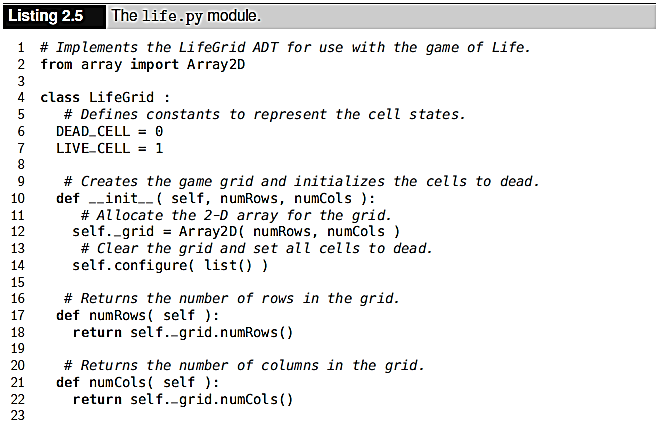 Listing 2.5 The life.py module.
1 # Implements the LifeGrid ADT for use with the game of Life.
2 from array import Array2D
3
4 class LifeGrid :
5 # Defines constants to represent the cell states.
6 DEAD_CELL = 0
7 LIVE_CELL = 1
8
9 # Creates the game grid and initializes the cells to dead.
10 def __init__( self, numRows, numCols ):
11 # Allocate the 2-D array for the grid.
12 self._grid = Array2D( numRows, numCols )
13 # Clear the grid and set all cells to dead.
14 self.configure( list() )
15
16 # Returns the number of rows in the grid.
17 def numRows( self ):
18 return self._grid.numRows()
19
20 # Returns the number of columns in the grid.
21 def numCols( self ):
22 return self._grid.numCols()
23